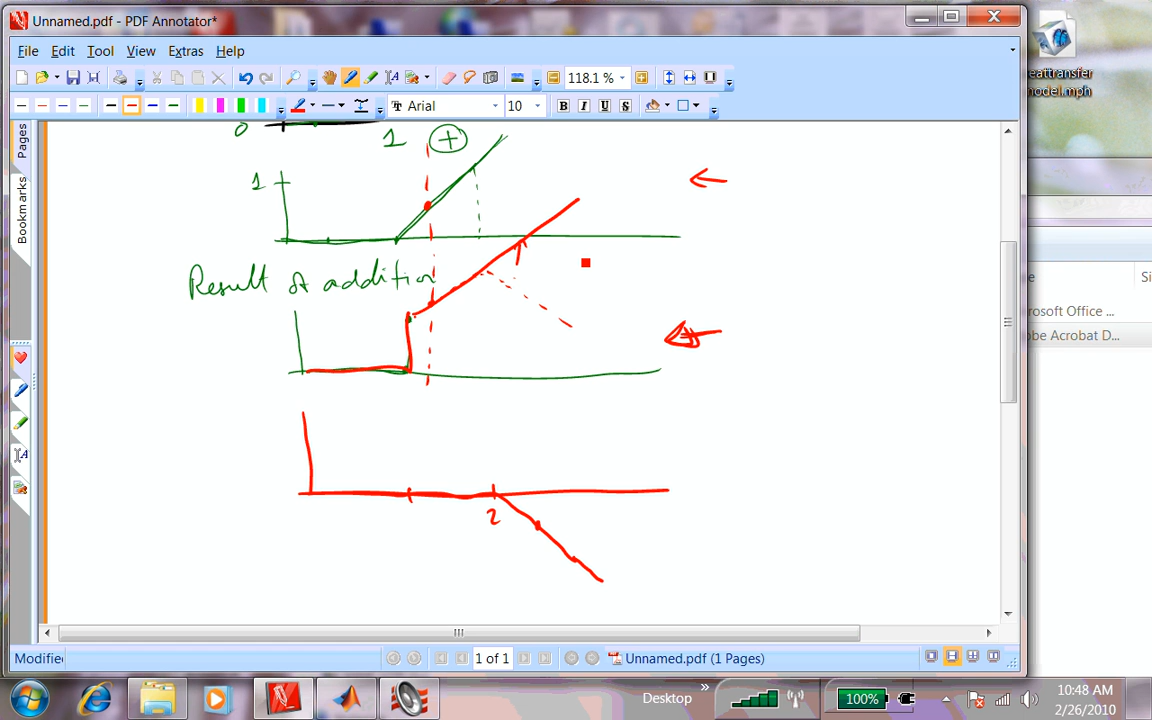 Unnamed.pdf - PDF Annotator*
File Edit Tool View Extras Help
118.1 %
Arial 10 B I U S
Pages
Bookmarks
0
1 +
1
Result of addition
2
1 of 1 Unnamed.pdf (1 Pages)
eattransfer
model.mph
rosoft Office ...
obe Acrobat D...
Desktop
»
100%
10:48 AM
2/26/2010